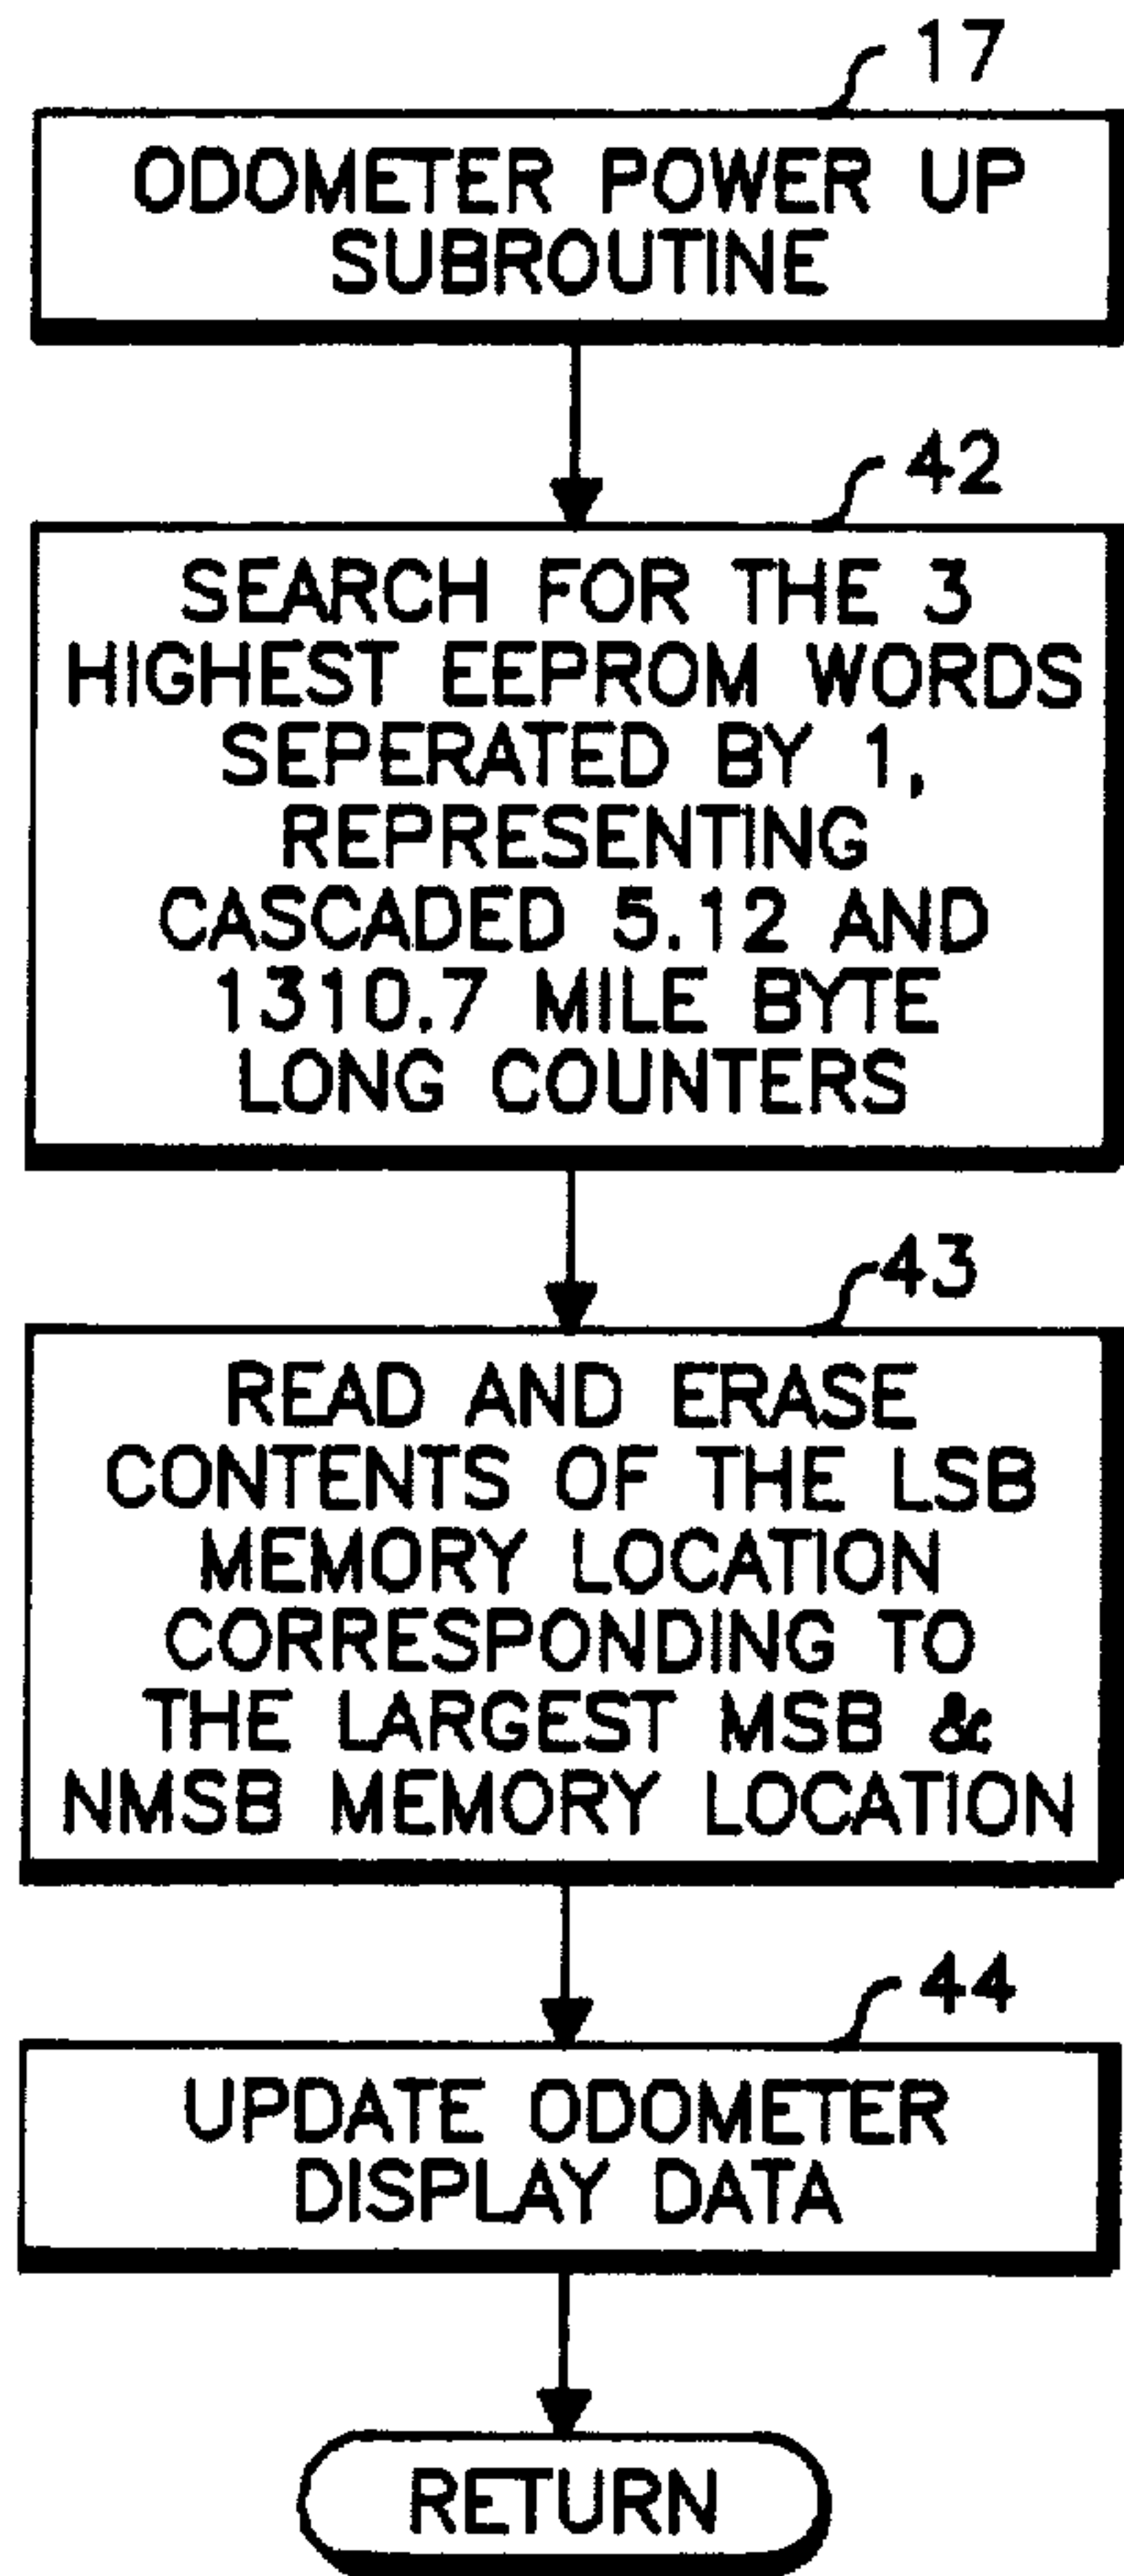 17
ODOMETER POWER UP
SUBROUTINE
42
SEARCH FOR THE 3
HIGHEST EEPROM WORDS
SEPERATED BY 1,
REPRESENTING
CASCADED 5.12 AND
1310.7 MILE BYTE
LONG COUNTERS
43
READ AND ERASE
CONTENTS OF THE LSB
MEMORY LOCATION
CORRESPONDING TO
THE LARGEST MSB &
NMSB MEMORY LOCATION
44
UPDATE ODOMETER
DISPLAY DATA
RETURN